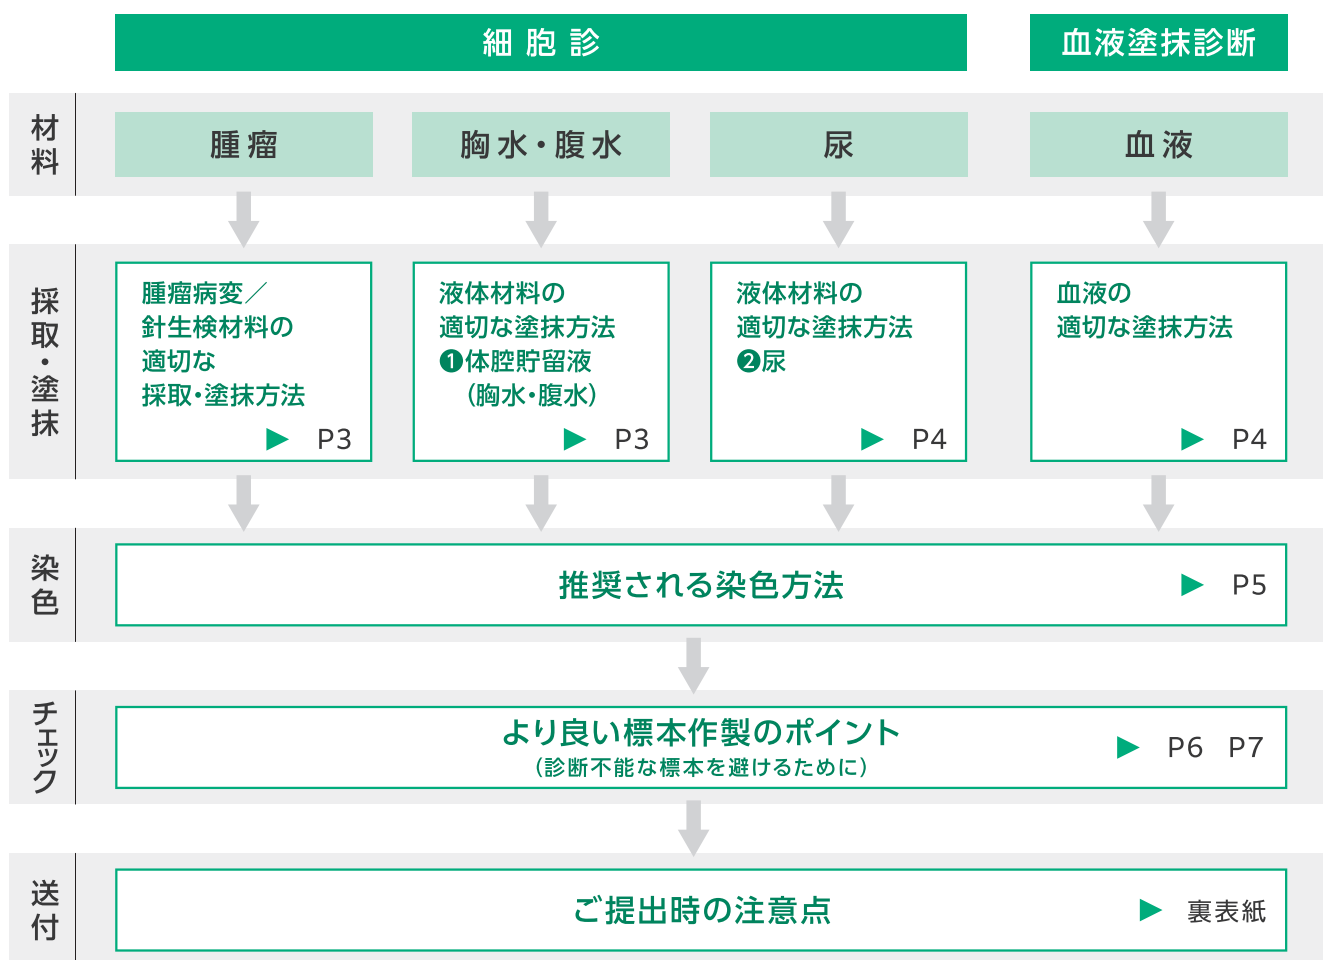 細胞診
血液塗抹診断
材料
腫瘤
胸水・腹水
尿
血液
採取・塗抹
腫瘤病変／
針生検材料の
適切な
採取・塗抹方法
▶ P3
液体材料の
適切な塗抹方法
❶体腔貯留液
（胸水・腹水）
▶ P3
液体材料の
適切な塗抹方法
❷尿
▶ P4
血液の
適切な塗抹方法
▶ P4
染色
推奨される染色方法
▶ P5
チェック
より良い標本作製のポイント
（診断不能な標本を避けるために）
▶ P6 P7
送付
ご提出時の注意点
▶ 裏表紙